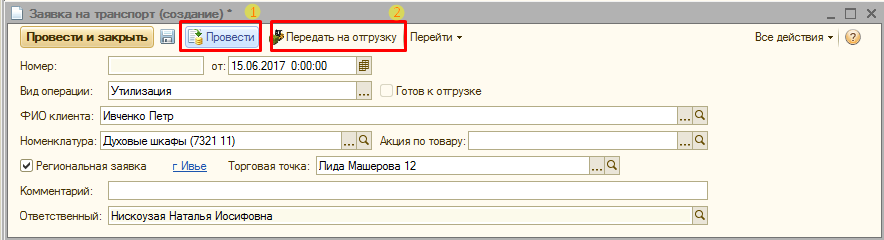 Заявка на транспорт (создание) *
1 2
Провести и закрыть Провести Передать на отгрузку Перейти Все действия ?
Номер: от: 15.06.2017 0:00:00
Вид операции: Утилизация ... Готов к отгрузке
ФИО клиента: Ивченко Петр ...
Номенклатура: Духовые шкафы (7321 11) ... Акция по товару: ...
Региональная заявка г Ивье Торговая точка: Лида Машерова 12 ...
Комментарий:
Ответственный: Нискоузая Наталья Иосифовна